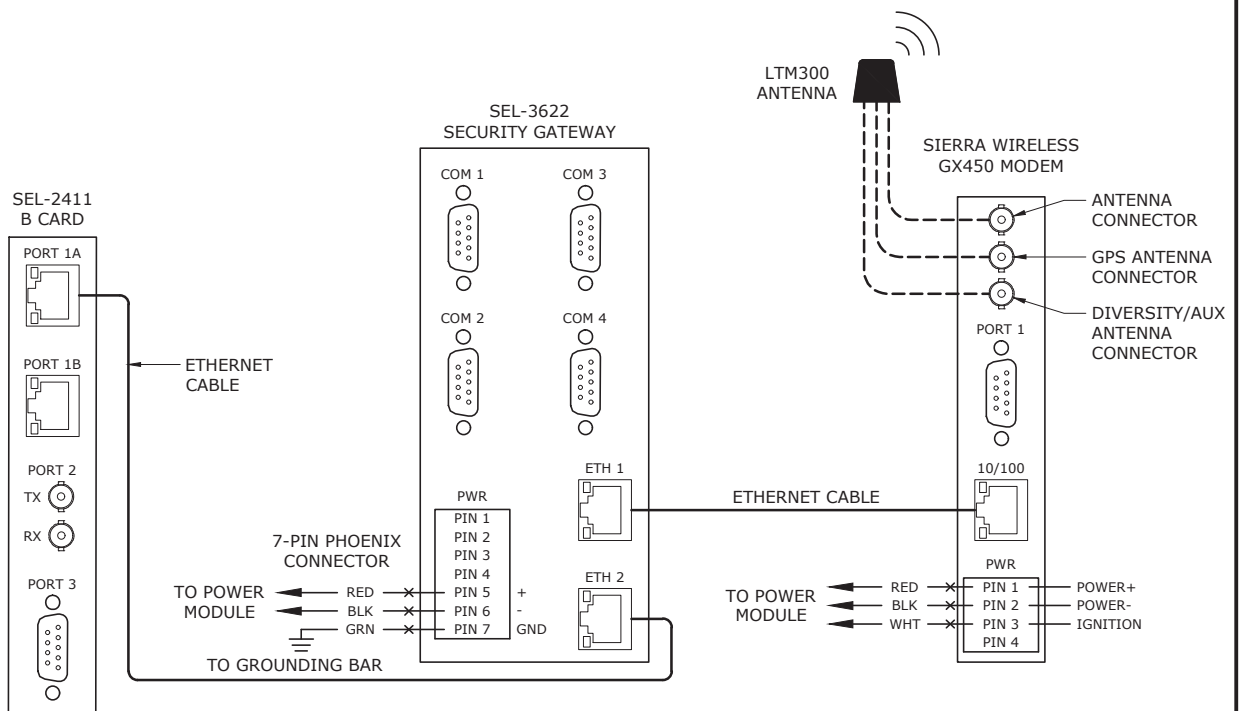 SEL-2411
B CARD
PORT 1A
PORT 1B
PORT 2
TX
RX
PORT 3
ETHERNET
CABLE
SEL-3622
SECURITY GATEWAY
COM 1
COM 3
COM 2
COM 4
ETH 1
ETH 2
PWR
PIN 1
PIN 2
PIN 3
PIN 4
PIN 5
PIN 6
PIN 7
+
-
GND
7-PIN PHOENIX
CONNECTOR
TO POWER
MODULE
RED
BLK
GRN
TO GROUNDING BAR
ETHERNET CABLE
LTM300
ANTENNA
SIERRA WIRELESS
GX450 MODEM
ANTENNA
CONNECTOR
GPS ANTENNA
CONNECTOR
DIVERSITY/AUX
ANTENNA
CONNECTOR
PORT 1
10/100
PWR
PIN 1
PIN 2
PIN 3
PIN 4
POWER+
POWER-
IGNITION
TO POWER
MODULE
RED
BLK
WHT